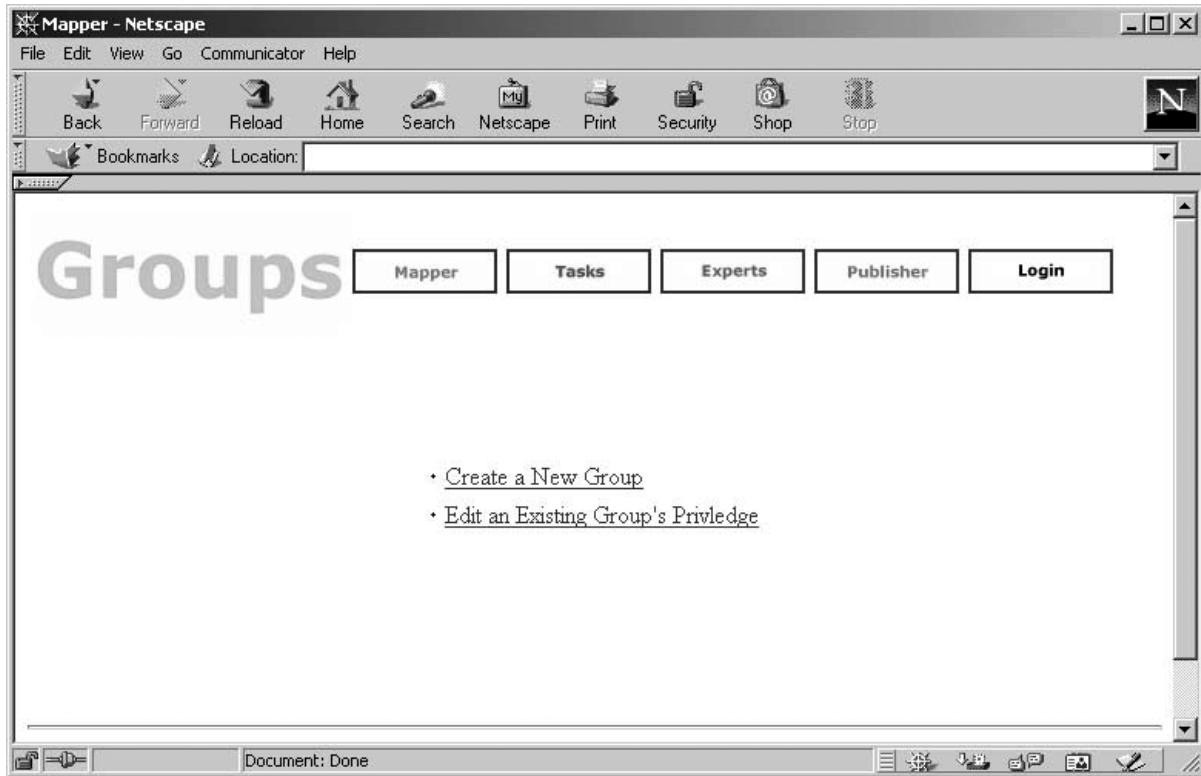 Mapper - Netscape
File Edit View Go Communicator Help
My
N
Back Forward Reload Home Search Netscape Print Security Shop Stop
Bookmarks Location:
Groups Mapper Tasks Experts Publisher Login
• Create a New Group
• Edit an Existing Group's Privledge
Document: Done